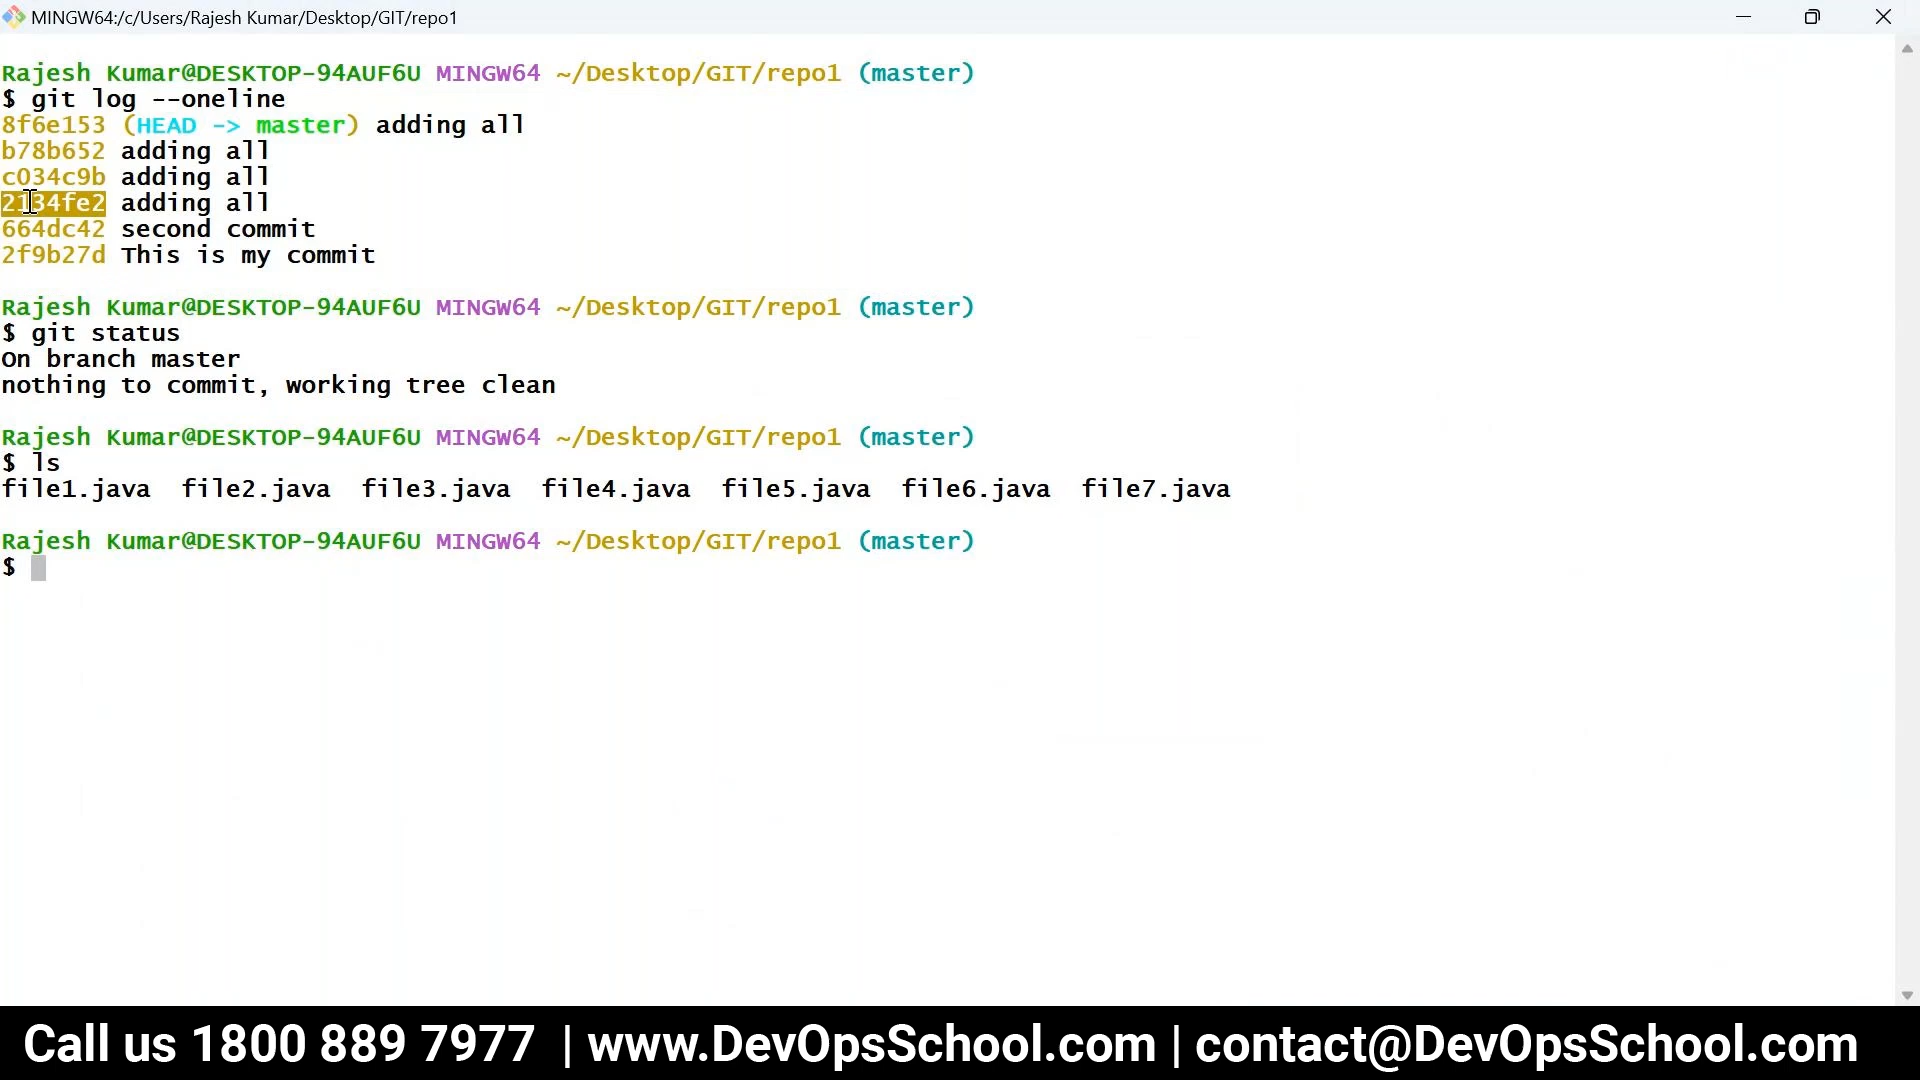 MINGW64:/c/Users/Rajesh Kumar/Desktop/GIT/repo1
Rajesh Kumar@DESKTOP-94AUF6U MINGW64 ~/Desktop/GIT/repo1 (master)
$ git log --oneline
8f6e153 (HEAD -> master) adding all
b78b652 adding all
c034c9b adding all
2134fe2 adding all
664dc42 second commit
2f9b27d This is my commit
Rajesh Kumar@DESKTOP-94AUF6U MINGW64 ~/Desktop/GIT/repo1 (master)
$ git status
On branch master
nothing to commit, working tree clean
Rajesh Kumar@DESKTOP-94AUF6U MINGW64 ~/Desktop/GIT/repo1 (master)
$ ls
file1.java  file2.java  file3.java  file4.java  file5.java  file6.java  file7.java
Rajesh Kumar@DESKTOP-94AUF6U MINGW64 ~/Desktop/GIT/repo1 (master)
$
Call us 1800 889 7977 | www.DevOpsSchool.com | contact@DevOpsSchool.com